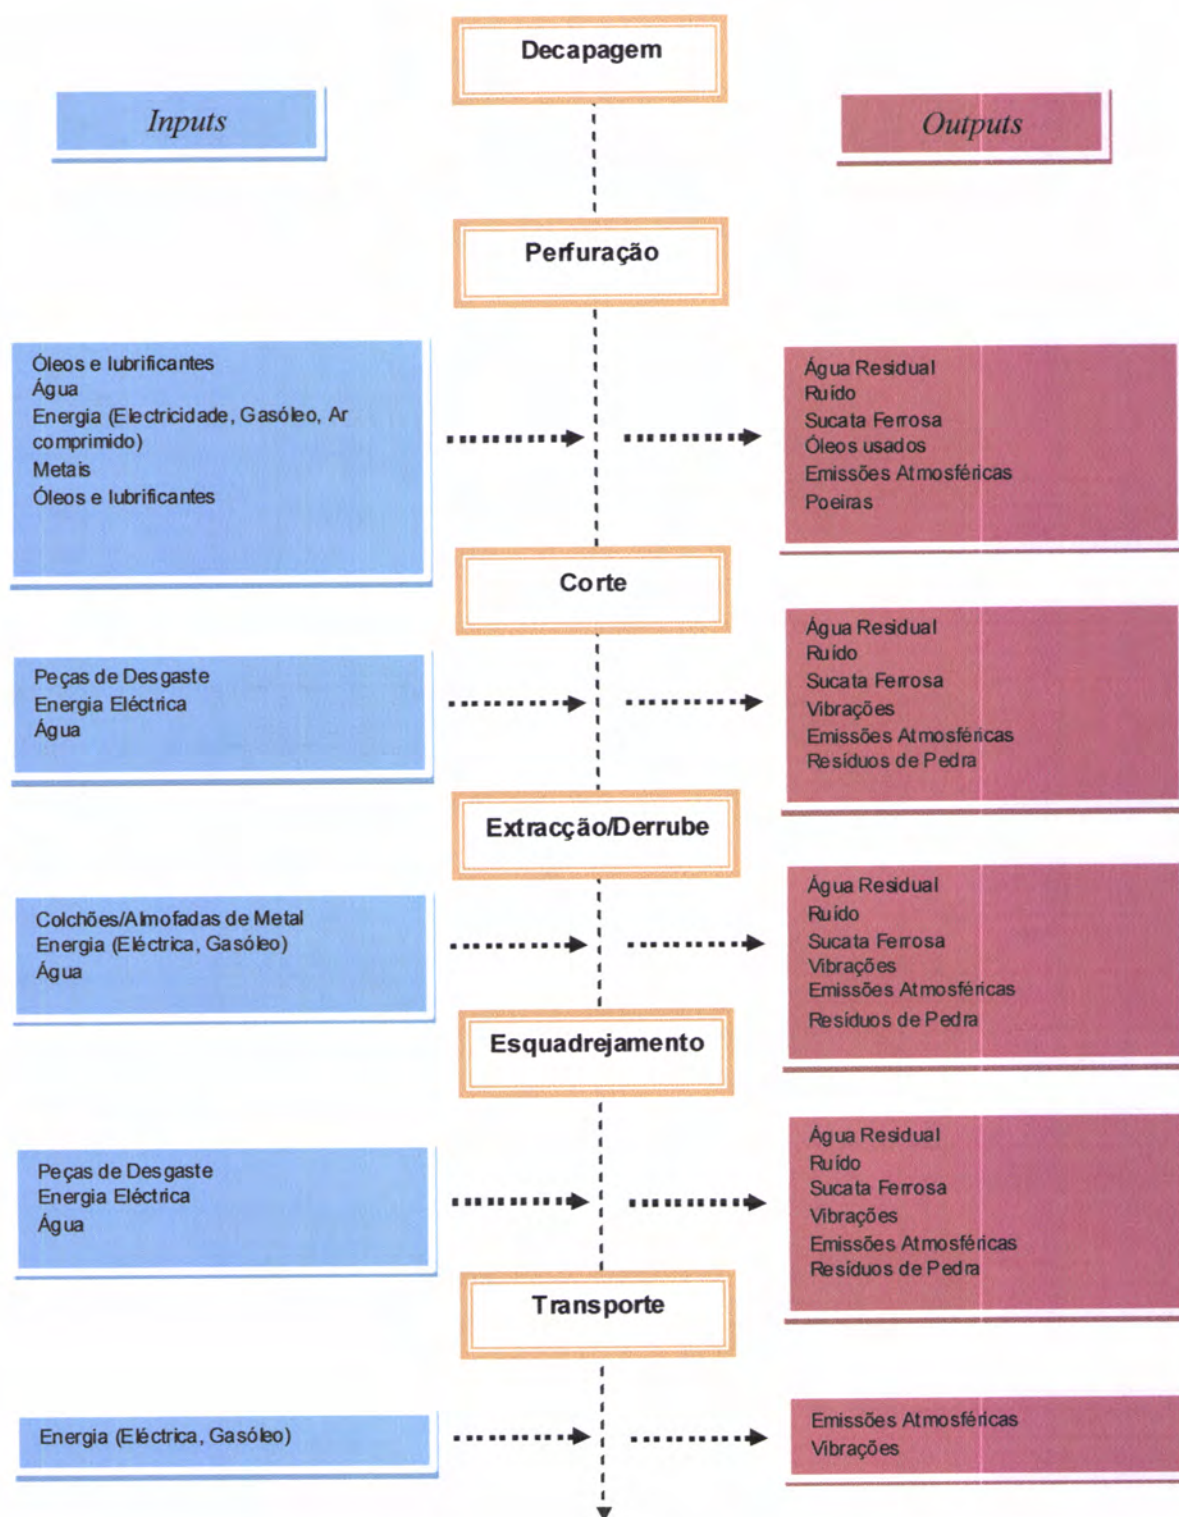 Decapagem
Inputs
Outputs
Perfuração
Óleos e lubrificantes
Água
Energia (Electricidade, Gasóleo, Ar
comprimido)
Metais
Óleos e lubrificantes
Água Residual
Ruído
Sucata Ferrosa
Óleos usados
Emissões Atmosféricas
Poeiras
Corte
Peças de Desgaste
Energia Eléctrica
Água
Água Residual
Ruído
Sucata Ferrosa
Vibrações
Emissões Atmosféricas
Resíduos de Pedra
Extracção/Derrube
Colchões/Almofadas de Metal
Energia (Eléctrica, Gasóleo)
Água
Água Residual
Ruído
Sucata Ferrosa
Vibrações
Emissões Atmosféricas
Resíduos de Pedra
Esquadrejamento
Peças de Desgaste
Energia Eléctrica
Água
Água Residual
Ruído
Sucata Ferrosa
Vibrações
Emissões Atmosféricas
Resíduos de Pedra
Transporte
Energia (Eléctrica, Gasóleo)
Emissões Atmosféricas
Vibrações